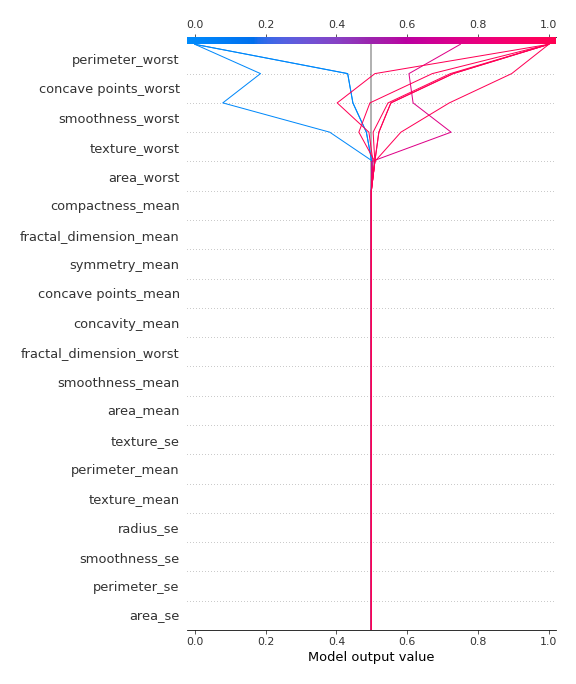 0.0 0.2 0.4 0.6 0.8 1.0
perimeter_worst
concave points_worst
smoothness_worst
texture_worst
area_worst
compactness_mean
fractal_dimension_mean
symmetry_mean
concave points_mean
concavity_mean
fractal_dimension_worst
smoothness_mean
area_mean
texture_se
perimeter_mean
texture_mean
radius_se
smoothness_se
perimeter_se
area_se
0.0 0.2 0.4 0.6 0.8 1.0
Model output value